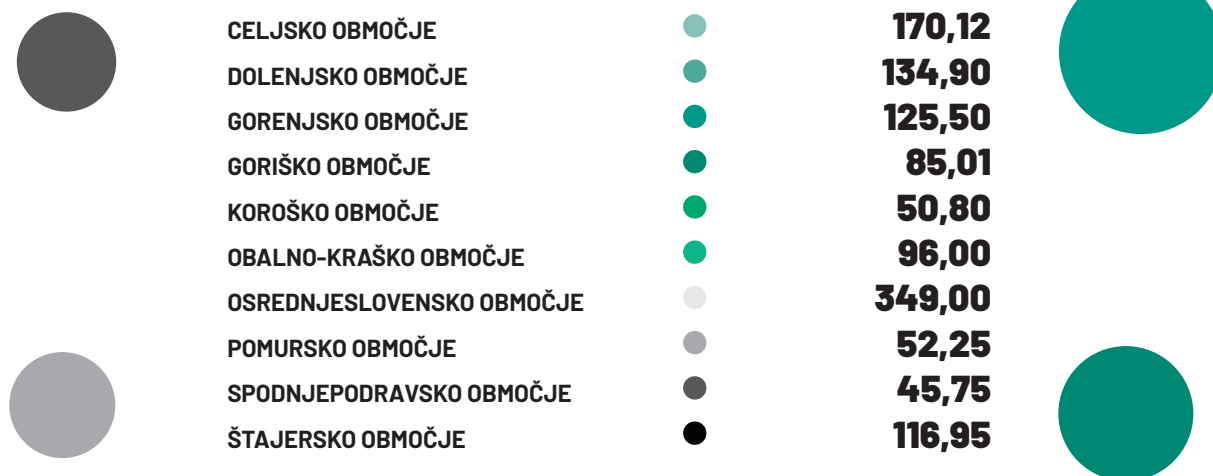 CELJSKO OBMOČJE 170,12
DOLENJSKO OBMOČJE 134,90
GORENJSKO OBMOČJE 125,50
GORIŠKO OBMOČJE 85,01
KOROŠKO OBMOČJE 50,80
OBALNO-KRAŠKO OBMOČJE 96,00
OSREDNJESLOVENSKO OBMOČJE 349,00
POMURSKO OBMOČJE 52,25
SPODNJEPODRAVSKO OBMOČJE 45,75
ŠTAJERSKO OBMOČJE 116,95